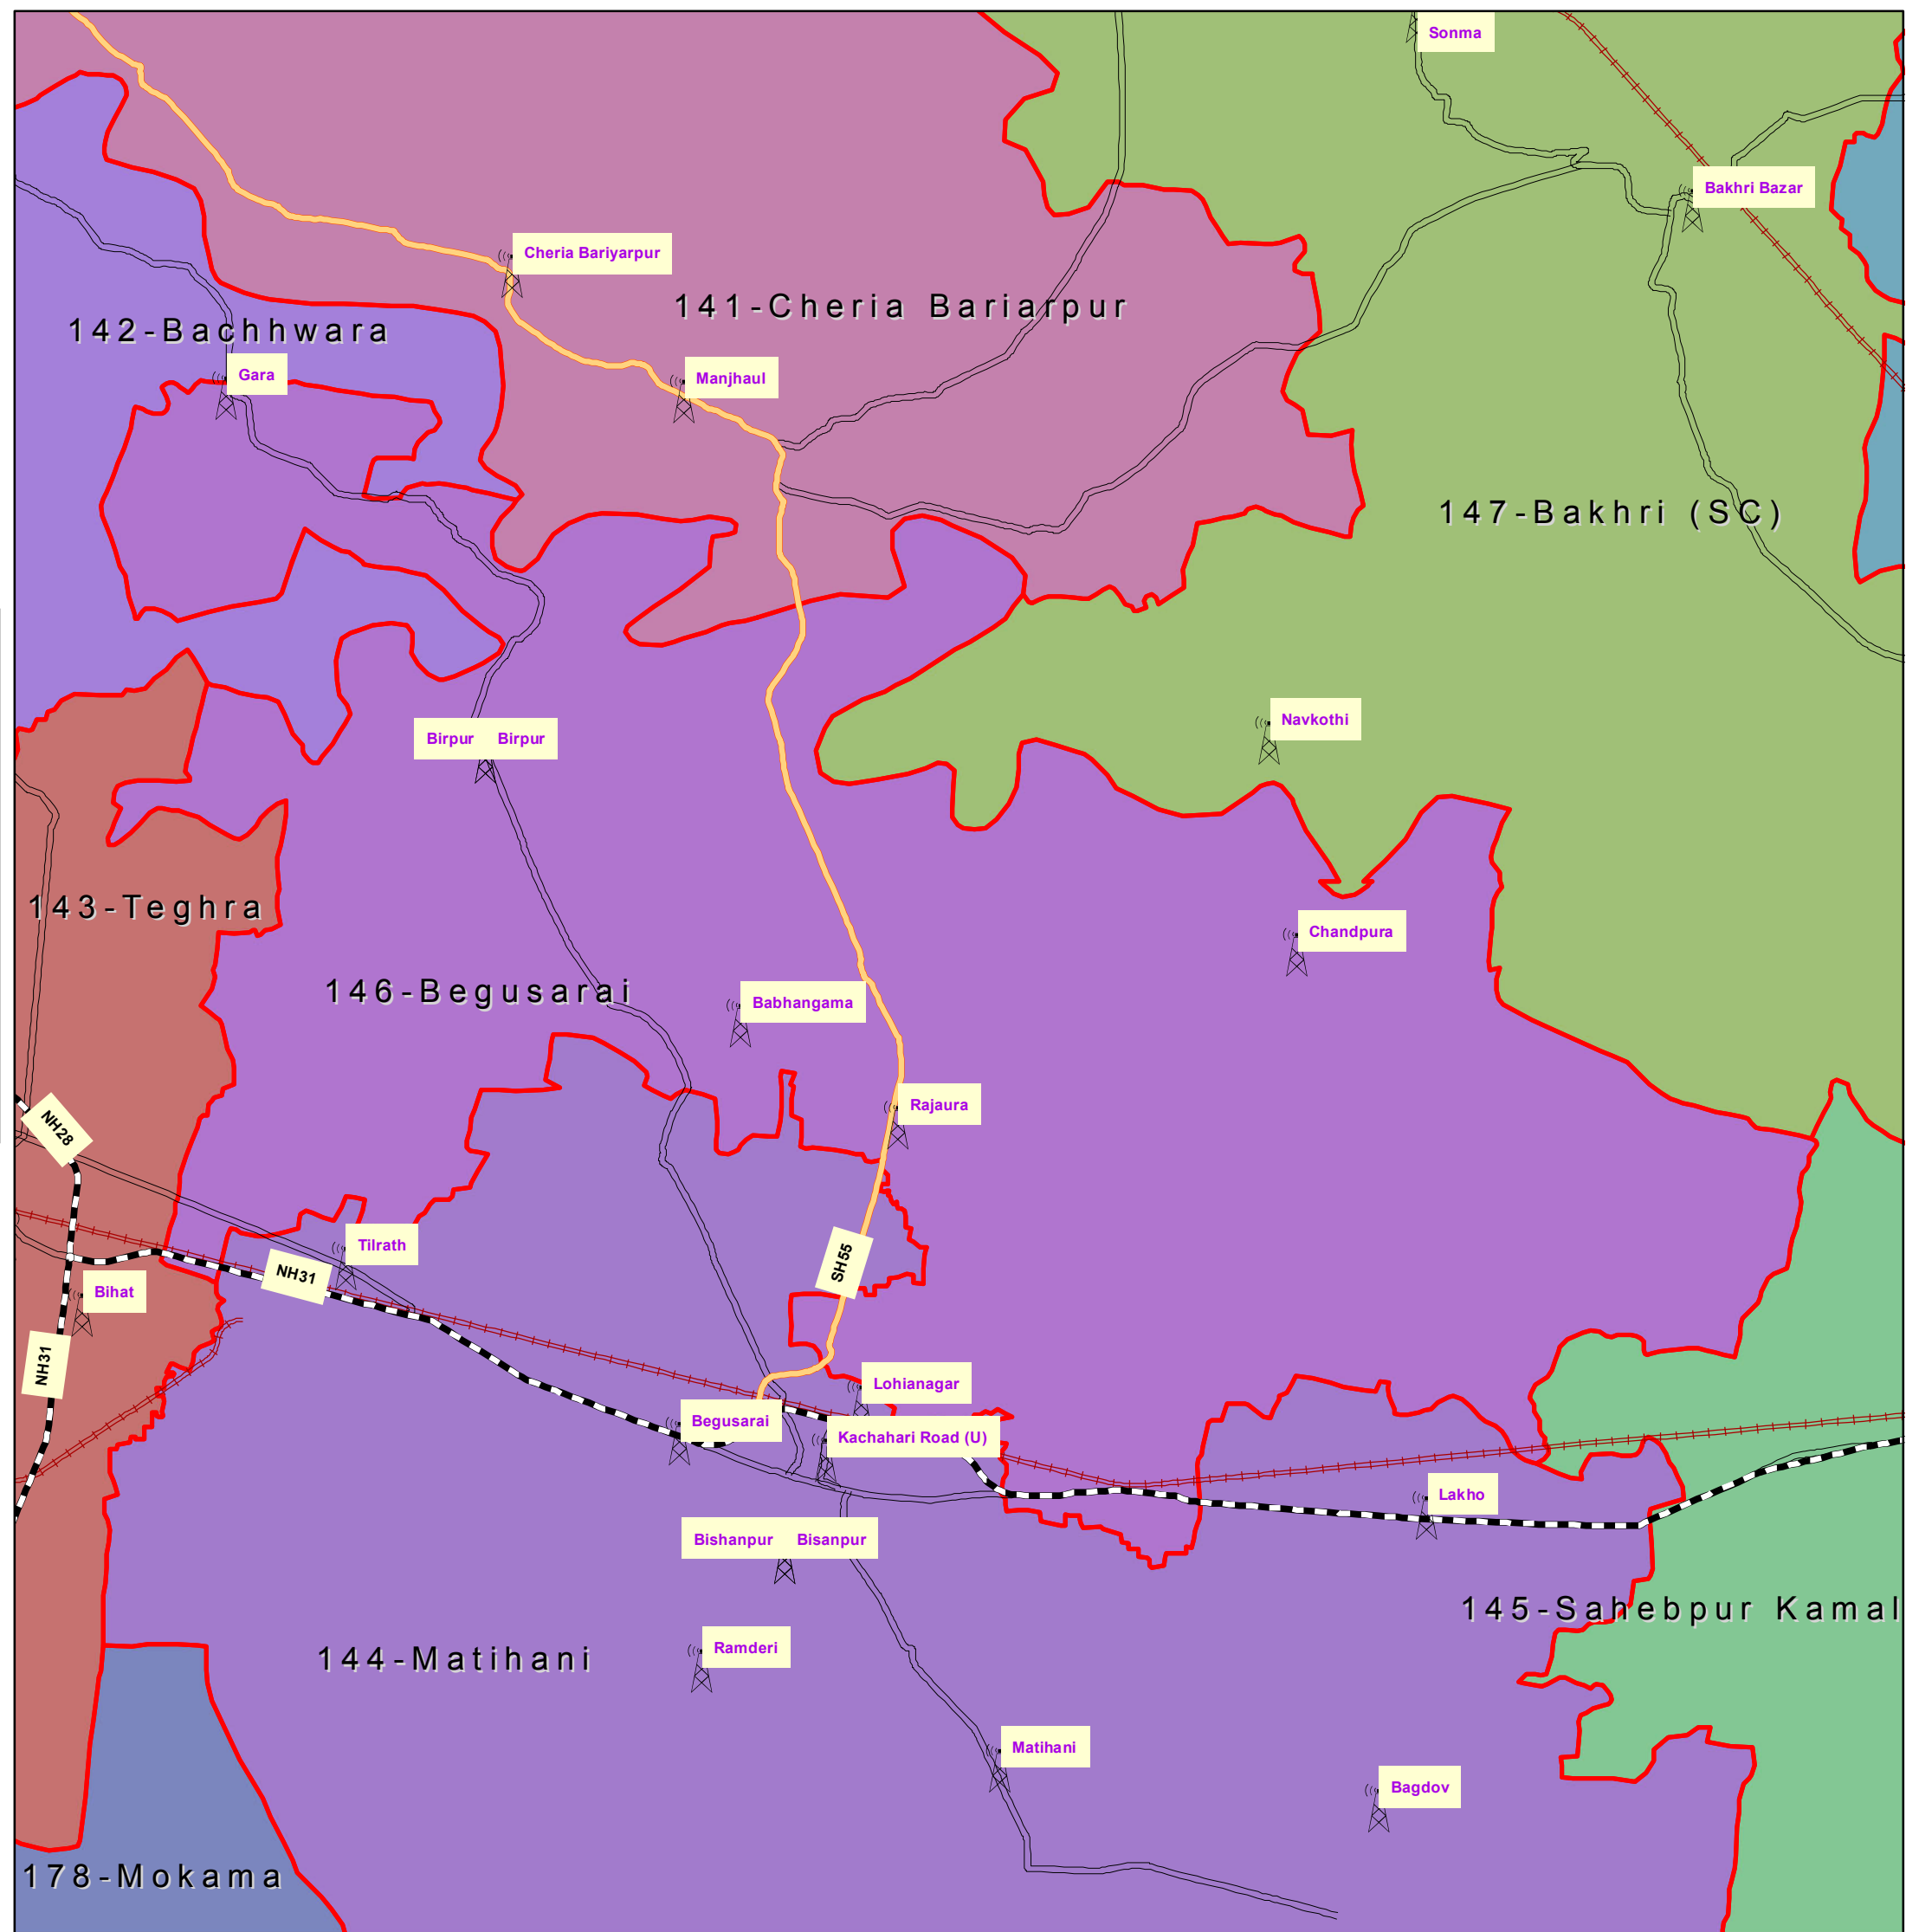 Sonma
Bakhri Bazar
Cheria Bariyarpur
141-Cheria Bariarpur
142-Bachhwara
Gara
Manjhaul
147-Bakhri (SC)
Navkothi
Birpur Birpur
143-Teghra
Chandpura
146-Begusarai
Babhangama
Rajaura
NH28
Tilrath
SH55
NH31
Bihat
NH31
Lohianagar
Begusarai
Kachahari Road (U)
Lakho
Bishanpur Bisanpur
145-Sahebpur Kamal
Ramderi
144-Matihani
Matihani
Bagdov
178-Mokama